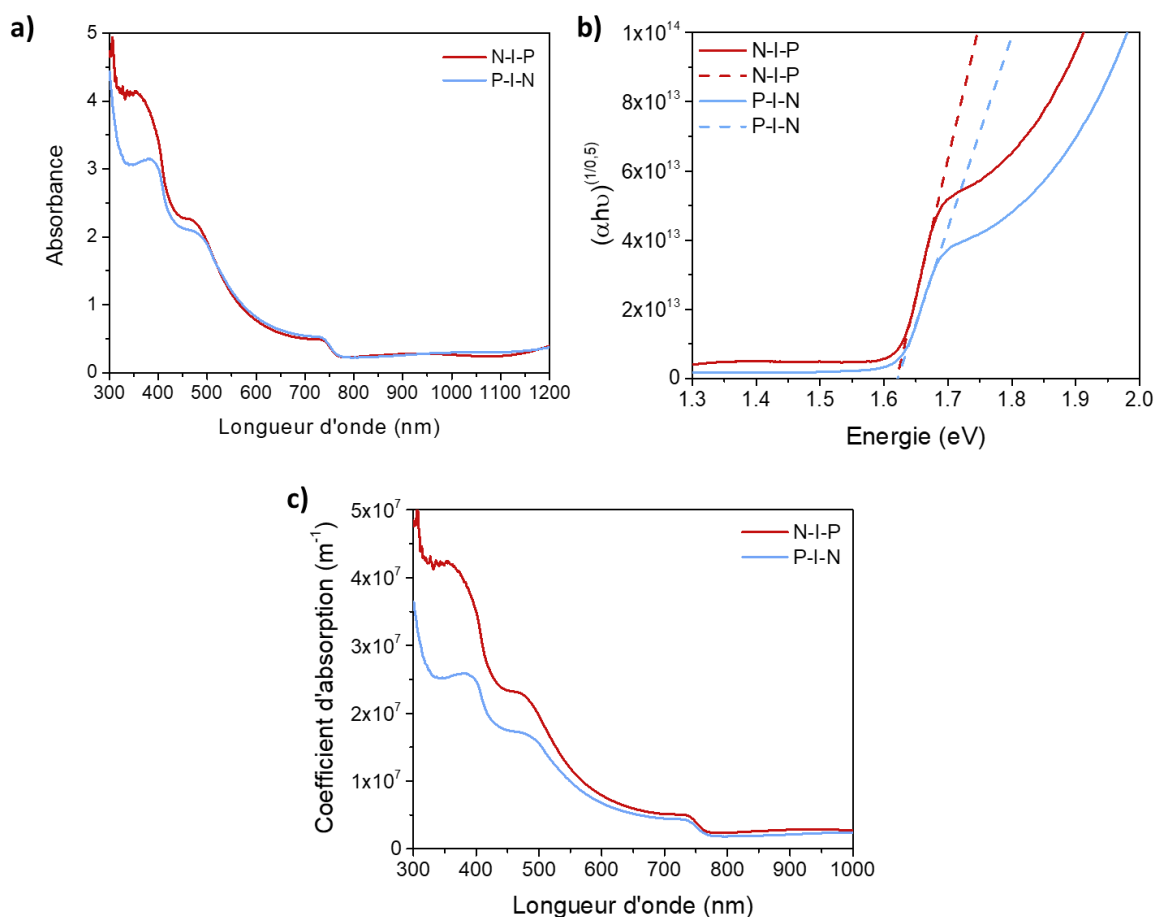 a)
Absorbance
5
4
3
2
1
0
N-I-P
P-I-N
300 400 500 600 700 800 900 1000 1100 1200
Longueur d'onde (nm)
b)
(αhυ)^(1/0,5)
1x10^14
8x10^13
6x10^13
4x10^13
2x10^13
0
N-I-P
N-I-P
P-I-N
P-I-N
1.3 1.4 1.5 1.6 1.7 1.8 1.9 2.0
Energie (eV)
c)
Coefficient d'absorption (m^-1)
5x10^7
4x10^7
3x10^7
2x10^7
1x10^7
0
N-I-P
P-I-N
300 400 500 600 700 800 900 1000
Longueur d'onde (nm)